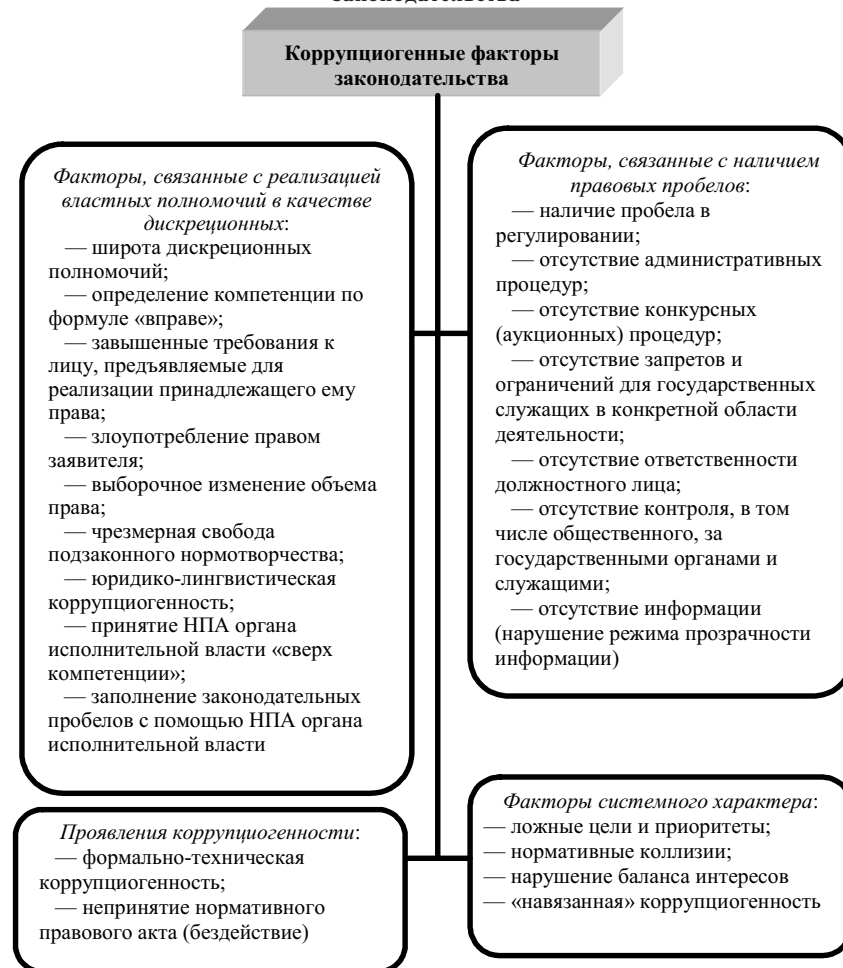 Коррупциогенные факторы
законодательства
Факторы, связанные с реализацией
властных полномочий в качестве
дискреционных:
— широта дискреционных
полномочий;
— определение компетенции по
формуле «вправе»;
— завышенные требования к
лицу, предъявляемые для
реализации принадлежащего ему
права;
— злоупотребление правом
заявителя;
— выборочное изменение объема
права;
— чрезмерная свобода
подзаконного нормотворчества;
— юридико-лингвистическая
коррупциогенность;
— принятие НПА органа
исполнительной власти «сверх
компетенции»;
— заполнение законодательных
пробелов с помощью НПА органа
исполнительной власти
Факторы, связанные с наличием
правовых пробелов:
— наличие пробела в
регулировании;
— отсутствие административных
процедур;
— отсутствие конкурсных
(аукционных) процедур;
— отсутствие запретов и
ограничений для государственных
служащих в конкретной области
деятельности;
— отсутствие ответственности
должностного лица;
— отсутствие контроля, в том
числе общественного, за
государственными органами и
служащими;
— отсутствие информации
(нарушение режима прозрачности
информации)
Проявления коррупциогенности:
— формально-техническая
коррупциогенность;
— непринятие нормативного
правового акта (бездействие)
Факторы системного характера:
— ложные цели и приоритеты;
— нормативные коллизии;
— нарушение баланса интересов
— «навязанная» коррупциогенность